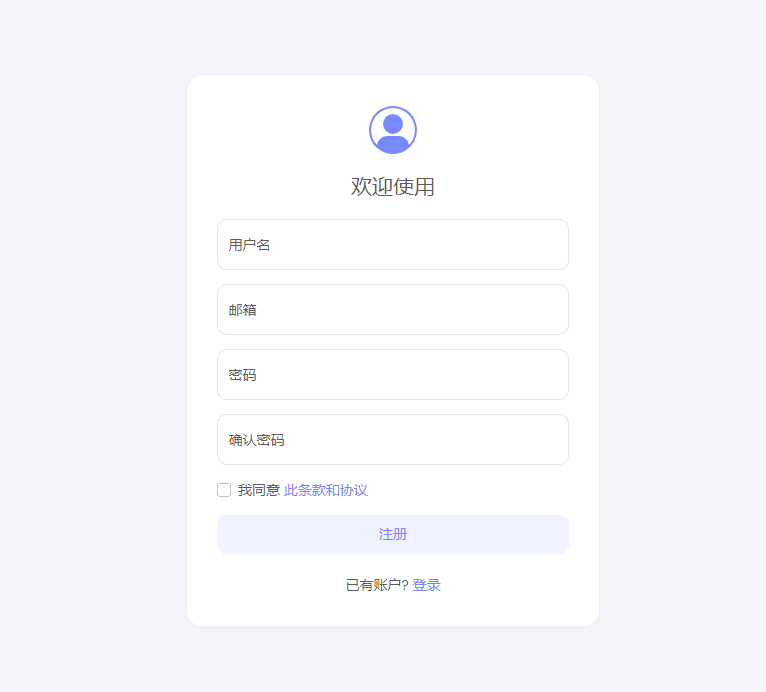 欢迎使用
用户名
邮箱
密码
确认密码
我同意 此条款和协议
注册
已有账户? 登录